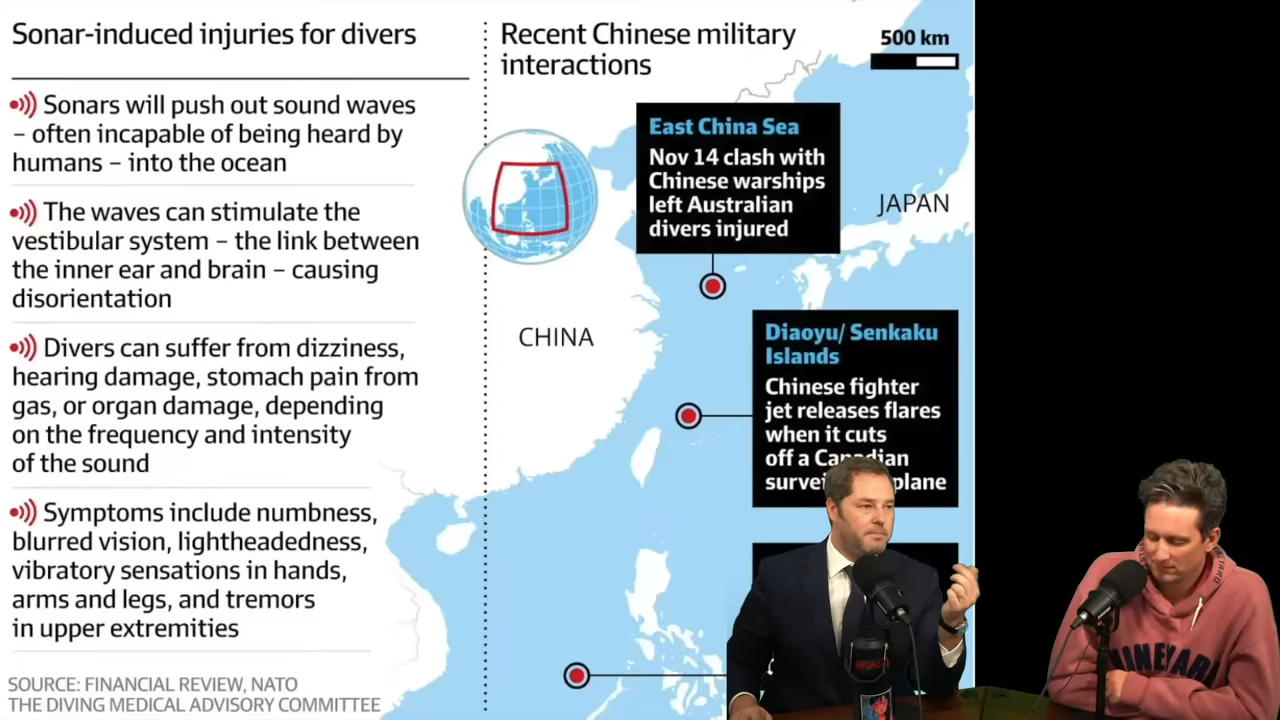 Sonar-induced injuries for divers
Sonars will push out sound waves
– often incapable of being heard by
humans – into the ocean
The waves can stimulate the
vestibular system – the link between
the inner ear and brain – causing
disorientation
Divers can suffer from dizziness,
hearing damage, stomach pain from
gas, or organ damage, depending
on the frequency and intensity
of the sound
Symptoms include numbness,
blurred vision, lightheadedness,
vibratory sensations in hands,
arms and legs, and tremors
in upper extremities
SOURCE: FINANCIAL REVIEW, NATO
THE DIVING MEDICAL ADVISORY COMMITTEE
Recent Chinese military
interactions
500 km
East China Sea
Nov 14 clash with
Chinese warships
left Australian
divers injured
JAPAN
CHINA
Diaoyu/ Senkaku
Islands
Chinese fighter
jet releases flares
when it cuts
off a Canadian
plane